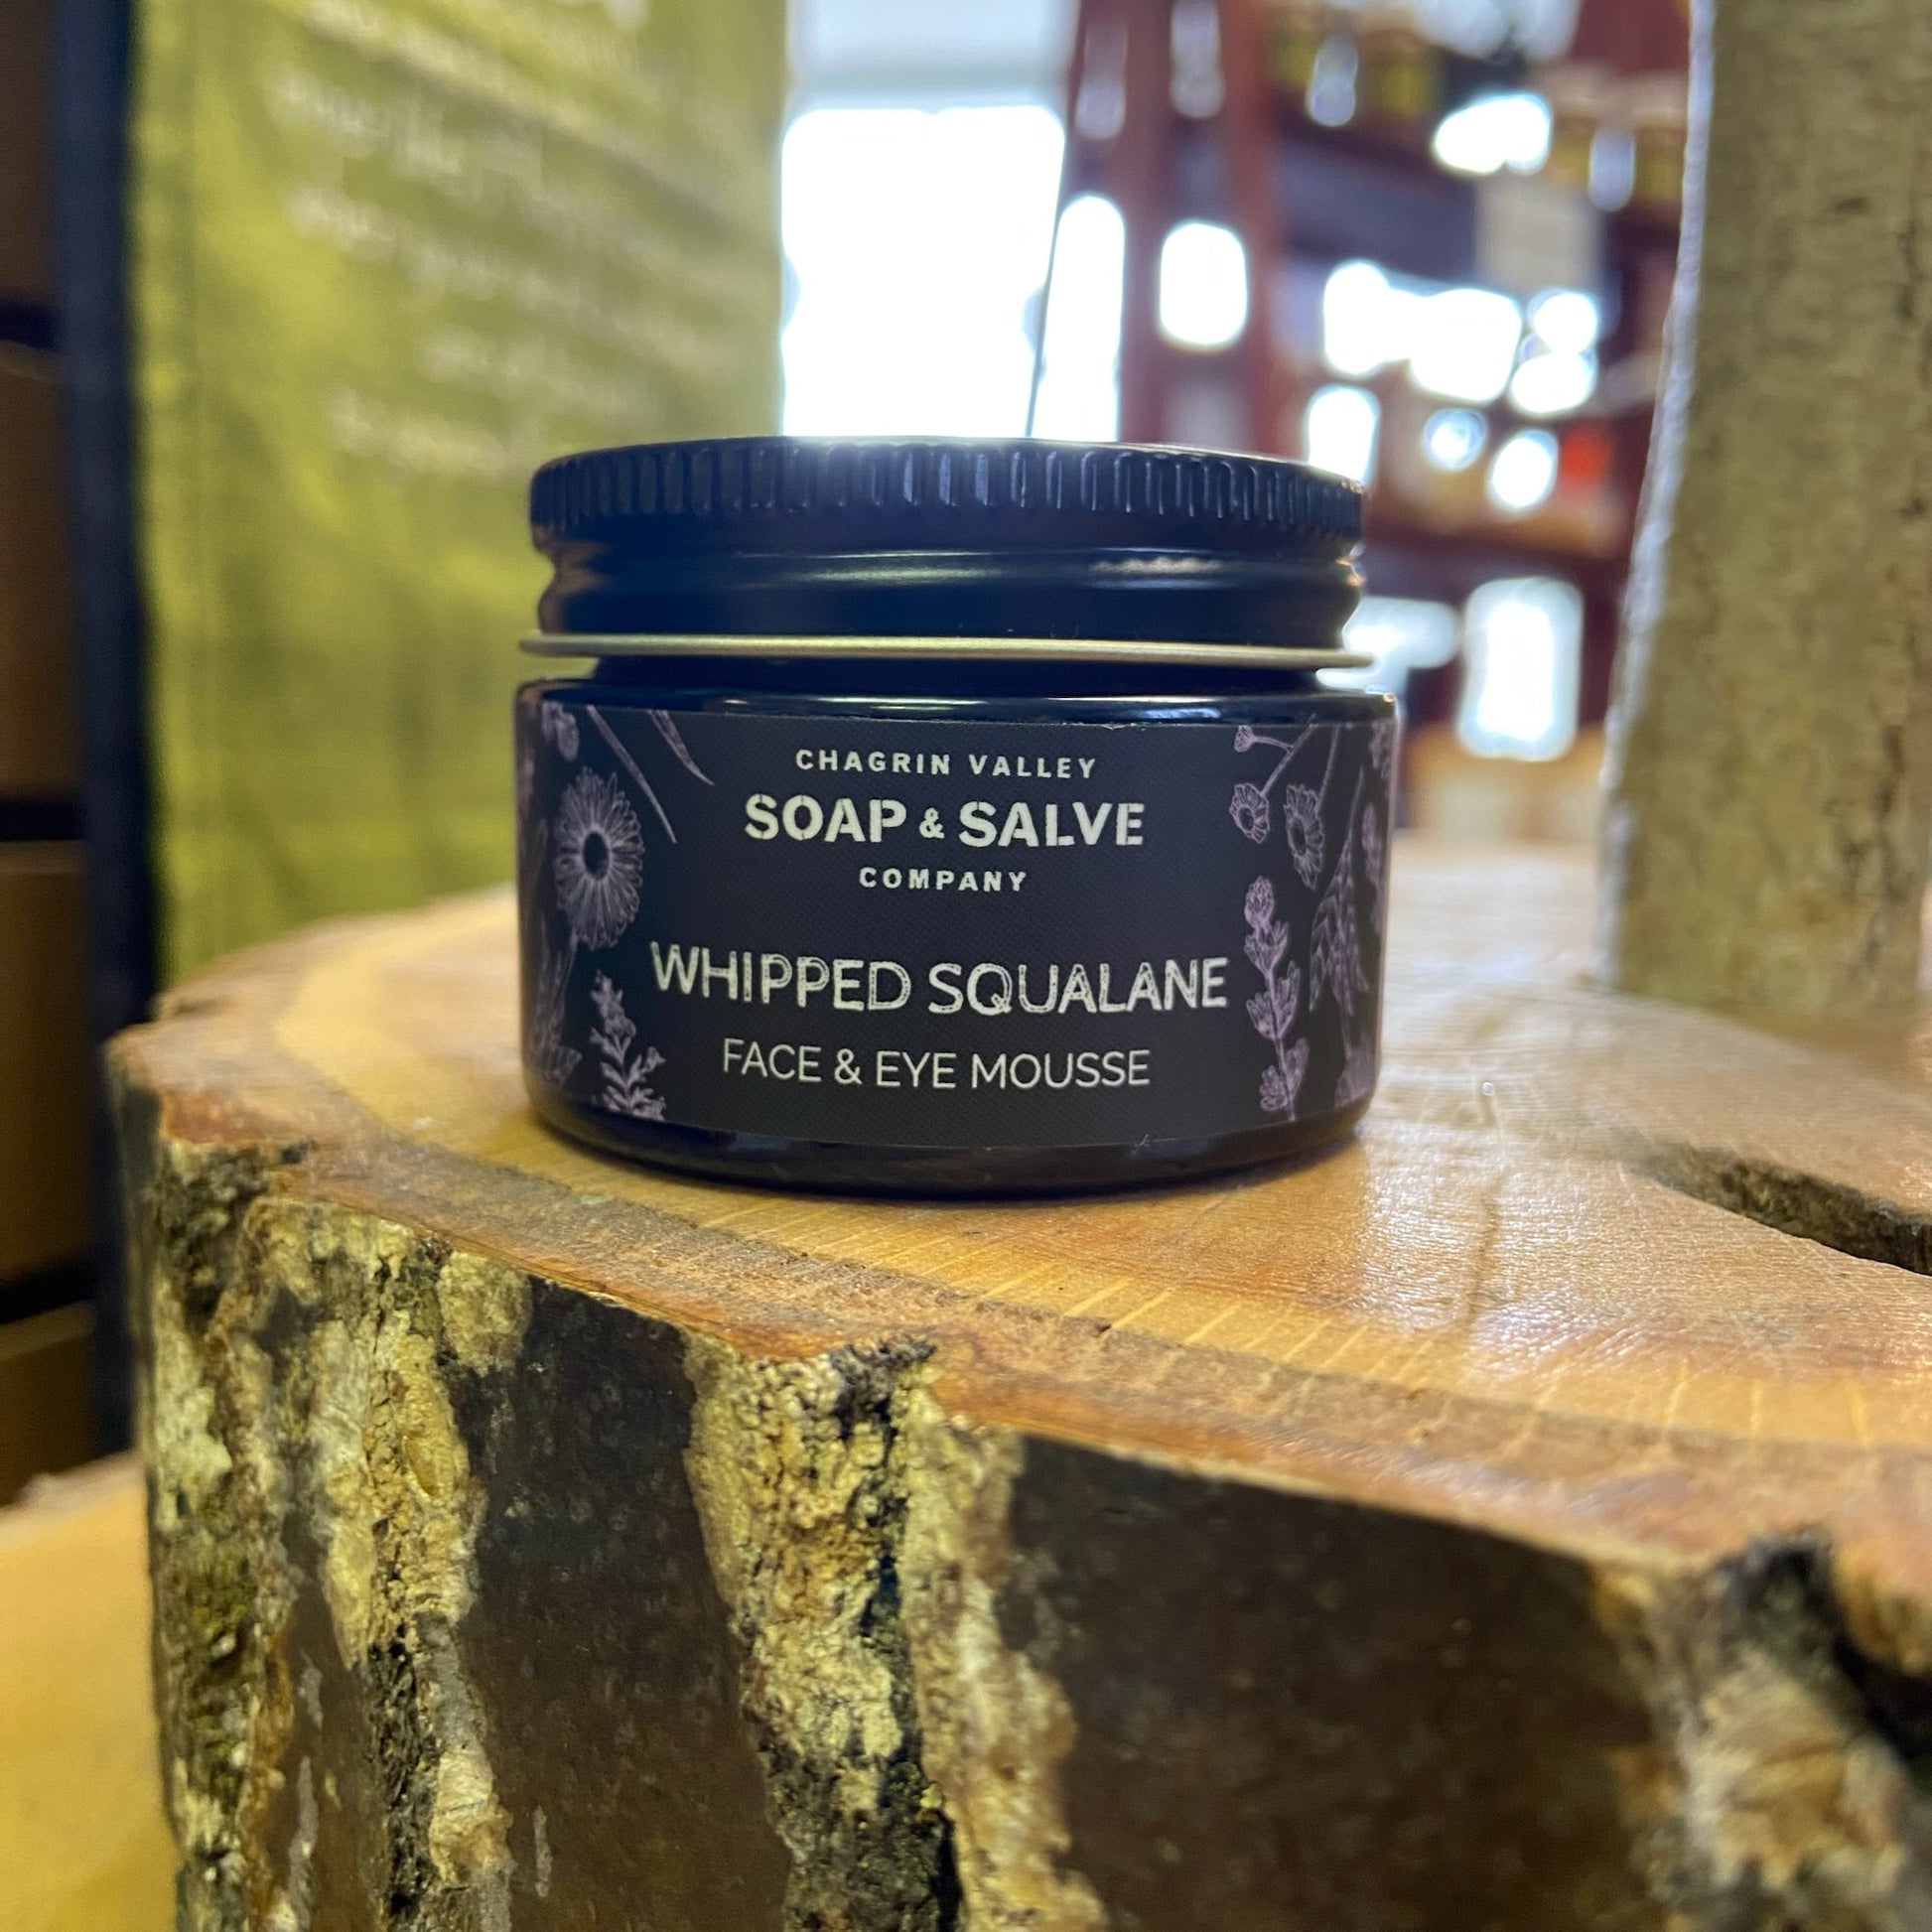 CHAGRIN VALLEY
SOAP & SALVE
COMPANY
WHIPPED SQUALANE
FACE & EYE MOUSSE